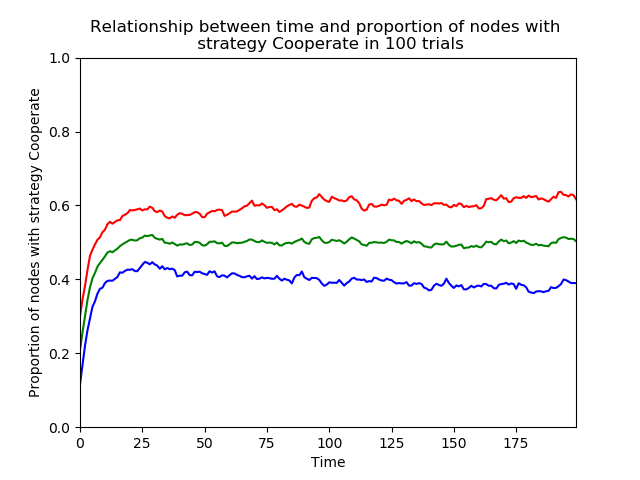 Relationship between time and proportion of nodes with
strategy Cooperate in 100 trials
1.0
0.8
0.6
0.4
0.2
0.0
Proportion of nodes with strategy Cooperate
0 25 50 75 100 125 150 175
Time